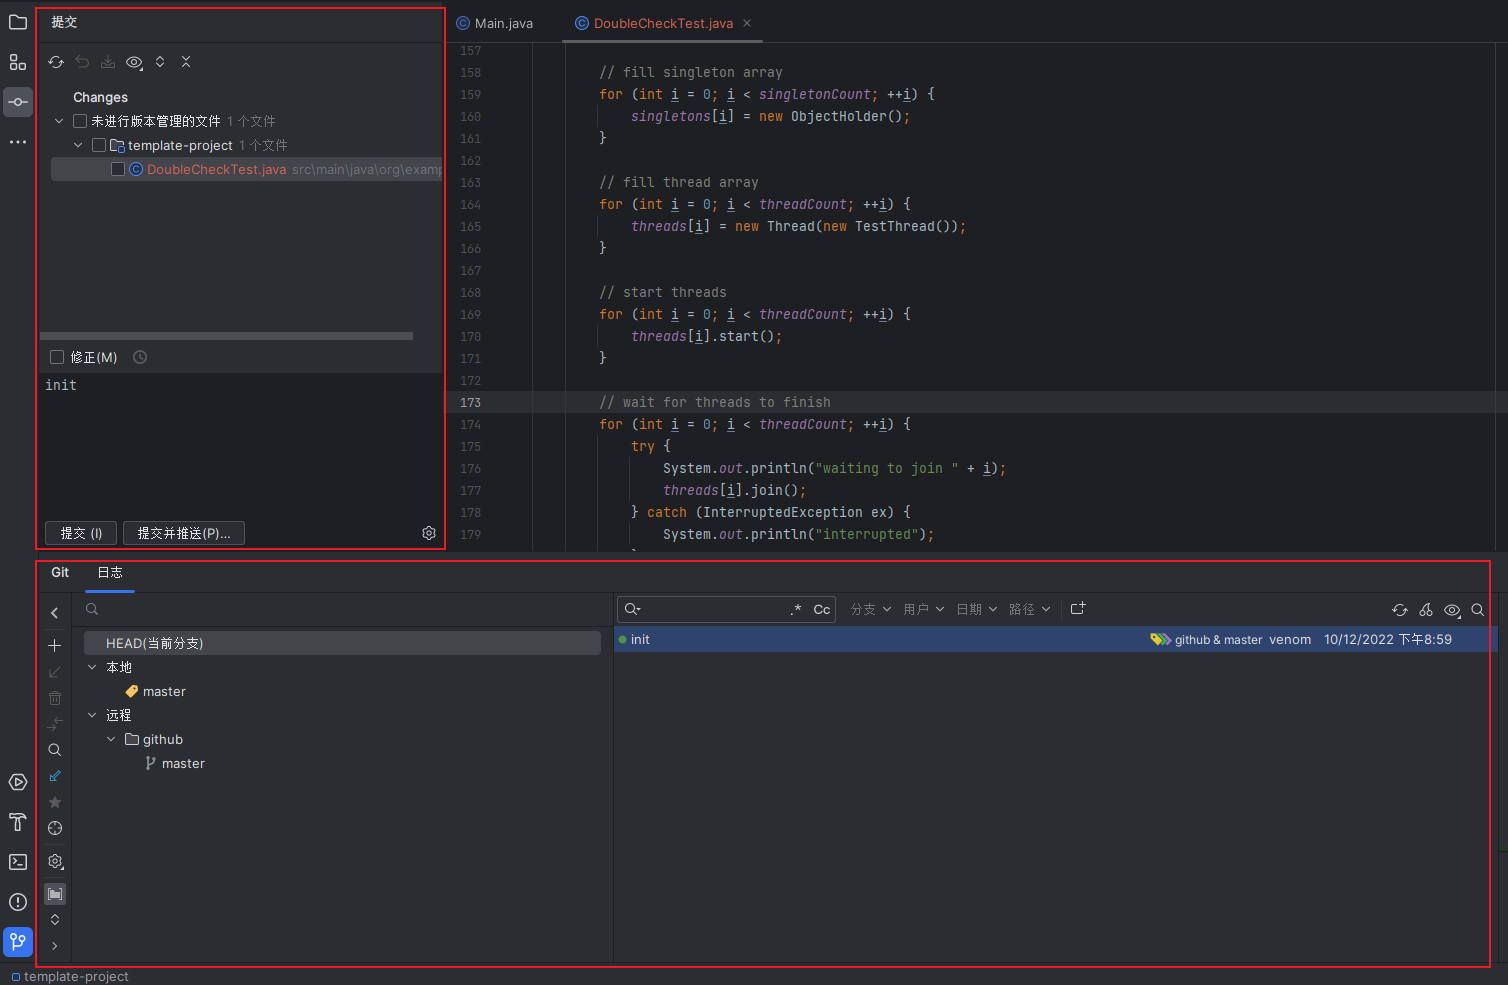 提交
Changes
未进行版本管理的文件 1 个文件
template-project 1 个文件
DoubleCheckTest.java src\main\java\org\examp
修正(M)
init
提交 (I)
提交并推送(P)...
Main.java
DoubleCheckTest.java
157
158 // fill singleton array
159 for (int i = 0; i < singletonCount; ++i) {
160 singletons[i] = new ObjectHolder();
161 }
162
163 // fill thread array
164 for (int i = 0; i < threadCount; ++i) {
165 threads[i] = new Thread(new TestThread());
166 }
167
168 // start threads
169 for (int i = 0; i < threadCount; ++i) {
170 threads[i].start();
171 }
172
173 // wait for threads to finish
174 for (int i = 0; i < threadCount; ++i) {
175 try {
176 System.out.println("waiting to join " + i);
177 threads[i].join();
178 } catch (InterruptedException ex) {
179 System.out.println("interrupted");
Git 日志
HEAD(当前分支)
本地
master
远程
github
master
.* Cc 分支 用户 日期 路径
init github & master venom 10/12/2022 下午8:59
template-project